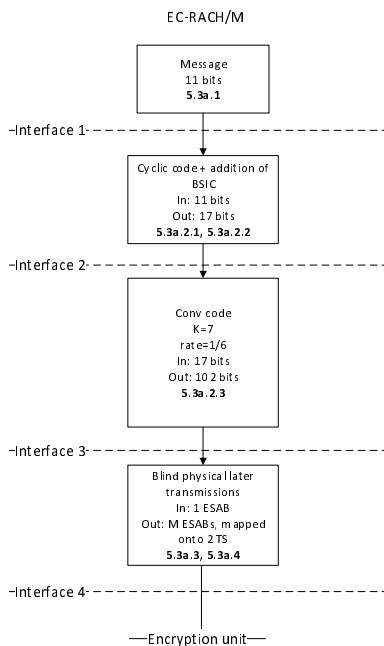 EC-RACH/M
Message
11 bits
5.3a.1
Interface 1
Cyclic code + addition of
BSIC
In: 11 bits
Out: 17 bits
5.3a.2.1, 5.3a.2.2
Interface 2
Conv code
K=7
rate=1/6
In: 17 bits
Out: 102 bits
5.3a.2.3
Interface 3
Blind physical later
transmissions
In: 1 ESAB
Out: M ESABs, mapped
onto 2 TS
5.3a.3, 5.3a.4
Interface 4
Encryption unit